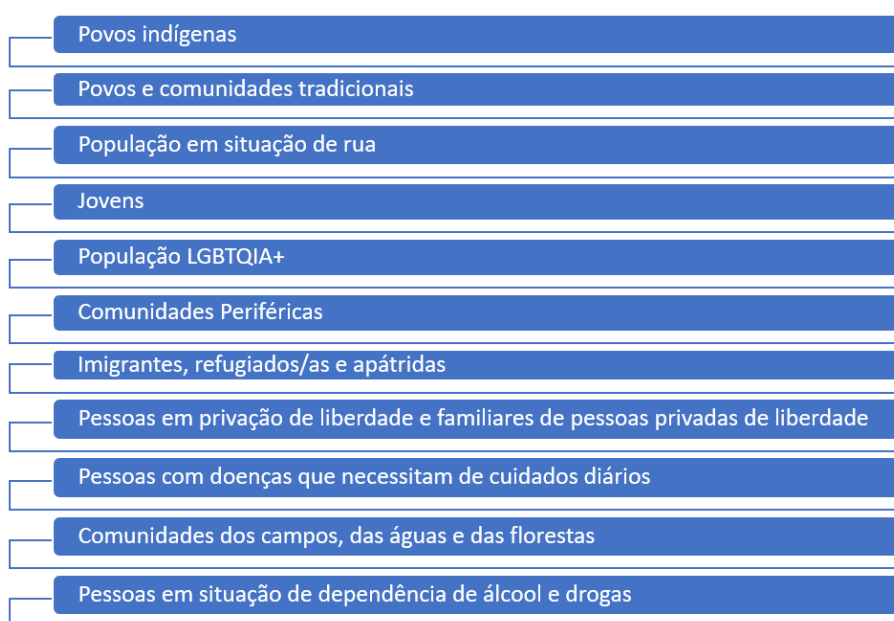 Povos indígenas
Povos e comunidades tradicionais
População em situação de rua
Jovens
População LGBTQIA+
Comunidades Periféricas
Imigrantes, refugiados/as e apátridas
Pessoas em privação de liberdade e familiares de pessoas privadas de liberdade
Pessoas com doenças que necessitam de cuidados diários
Comunidades dos campos, das águas e das florestas
Pessoas em situação de dependência de álcool e drogas